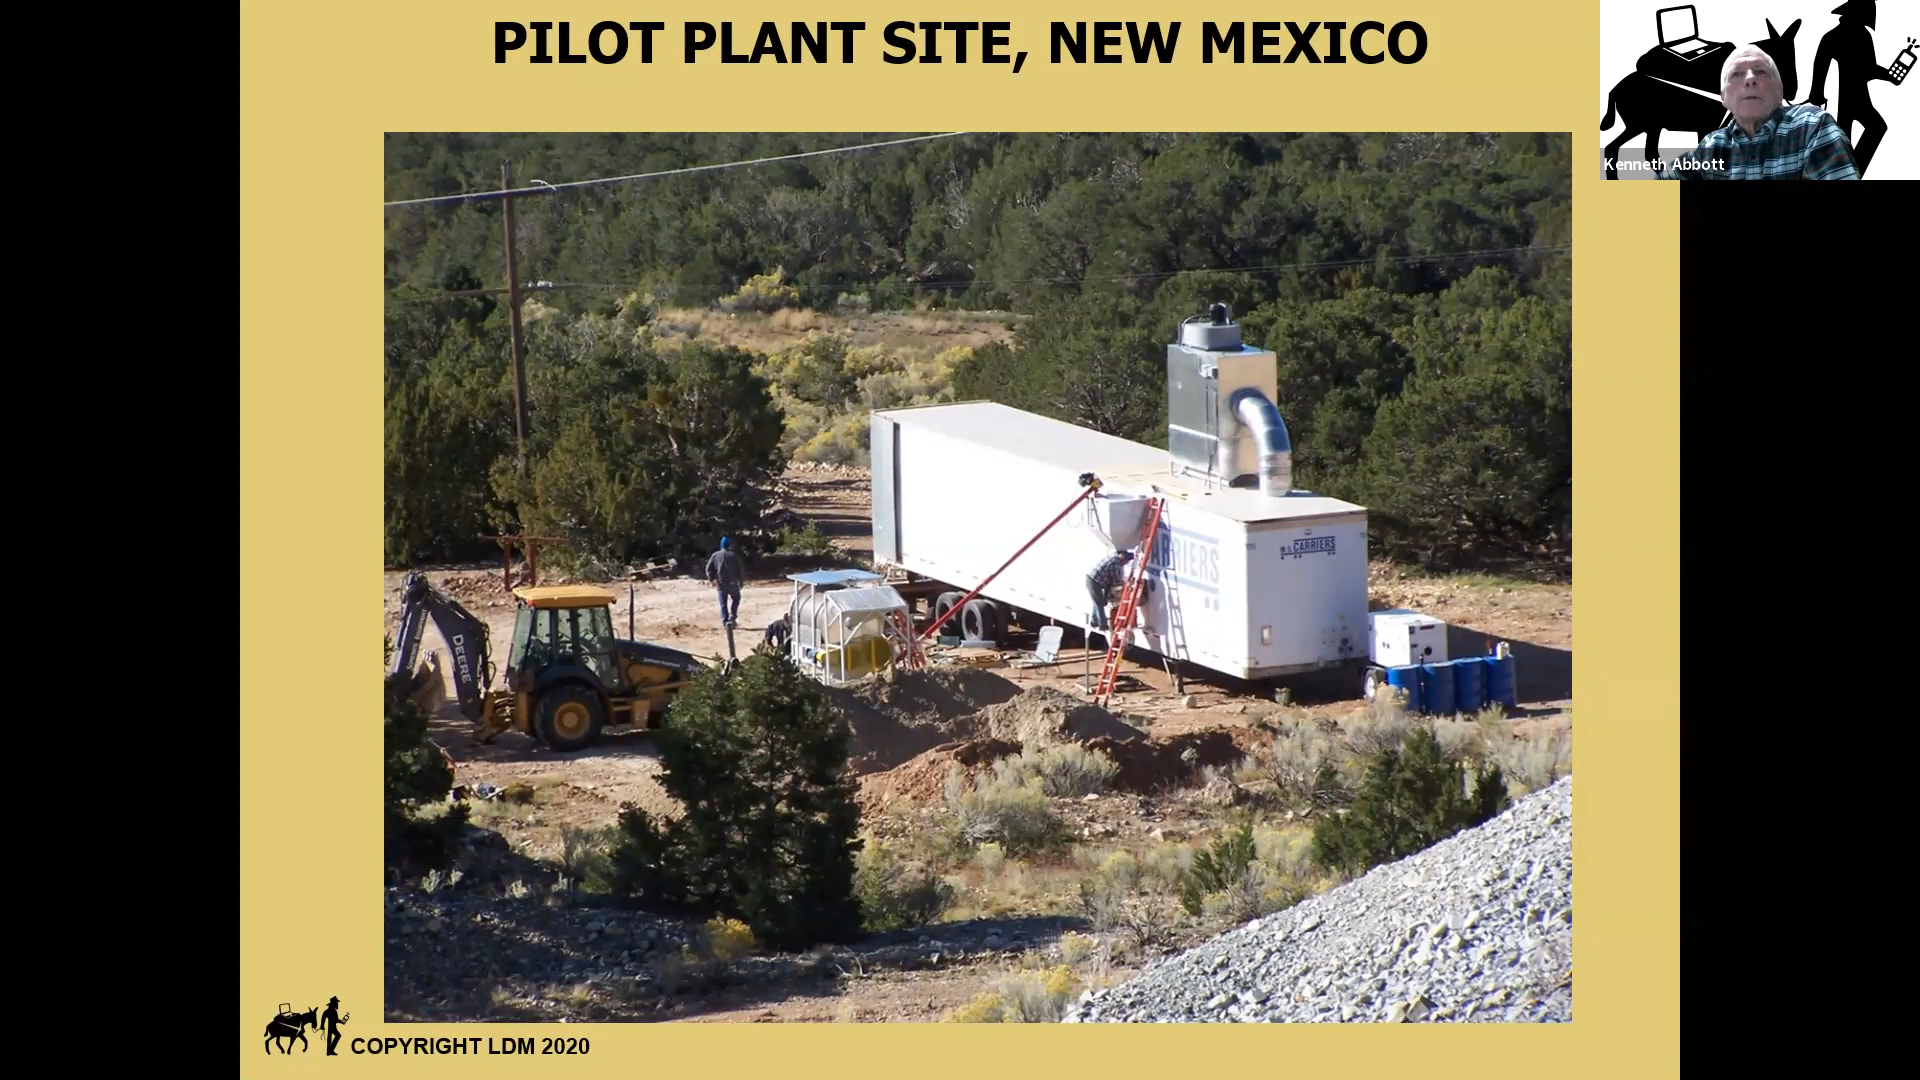 PILOT PLANT SITE, NEW MEXICO
Kenneth Abbott
CARRIERS
M.S. CARRIERS
DEERE
COPYRIGHT LDM 2020